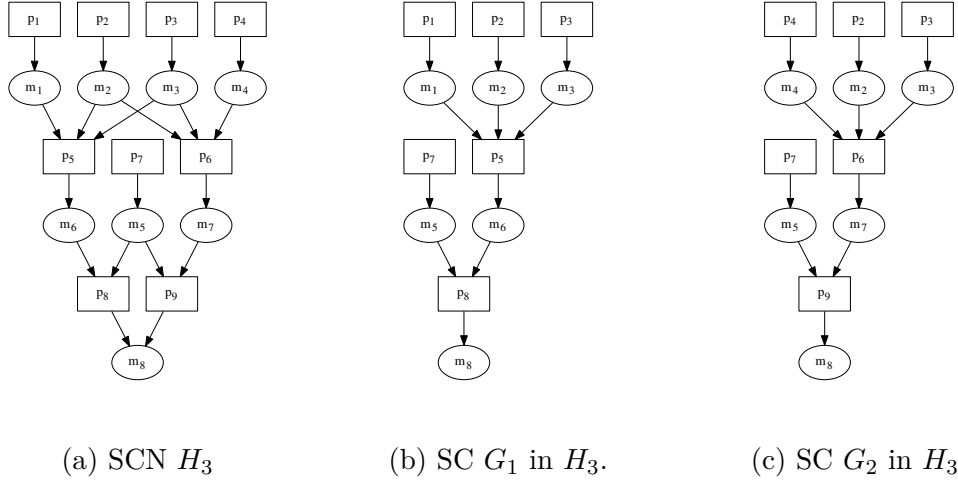 p₁ p₂ p₃ p₄ p₁ p₂ p₃ p₄ p₂ p₃
m₁ m₂ m₃ m₄ m₁ m₂ m₃ m₄ m₂ m₃
p₅ p₇ p₆ p₇ p₅ p₇ p₆
m₆ m₅ m₇ m₅ m₆ m₅ m₇
p₈ p₉ p₈ p₉
m₈ m₈ m₈
(a) SCN H₃ (b) SC G₁ in H₃. (c) SC G₂ in H₃